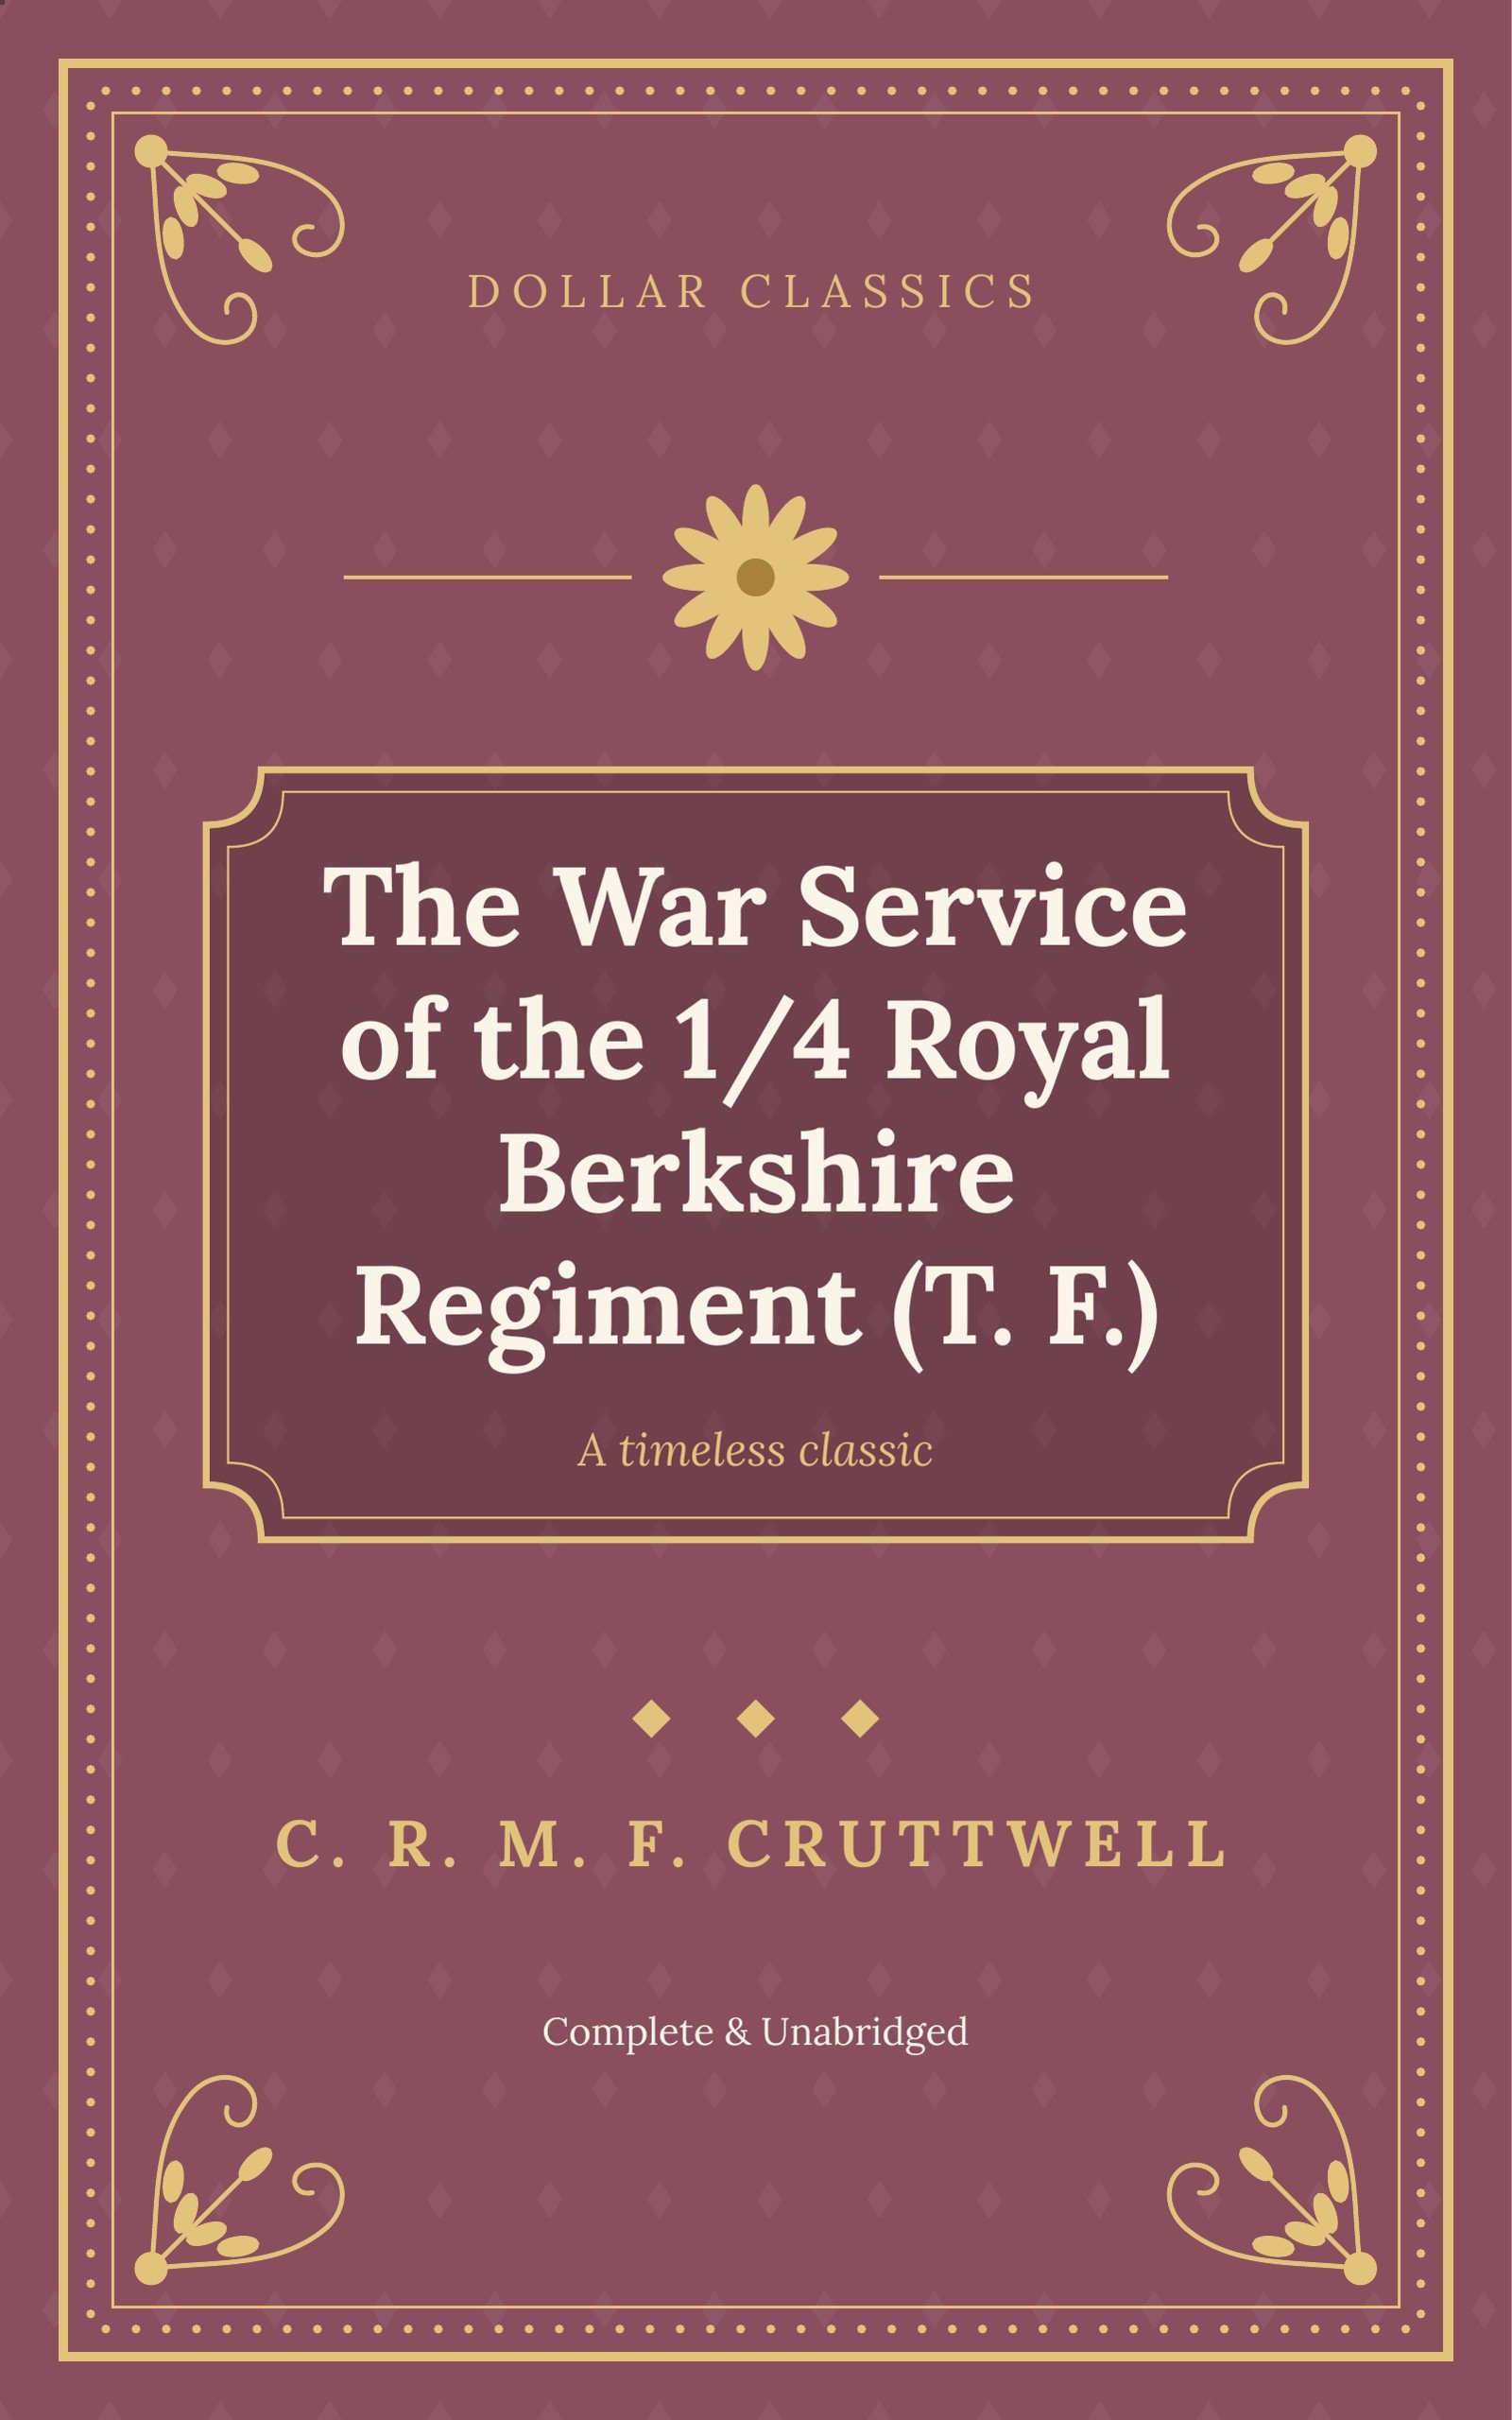 DOLLAR CLASSICS
The War Service
of the 1/4 Royal
Berkshire
Regiment (T. F.)
A timeless classic
C. R. M. F. CRUTTWELL
Complete & Unabridged